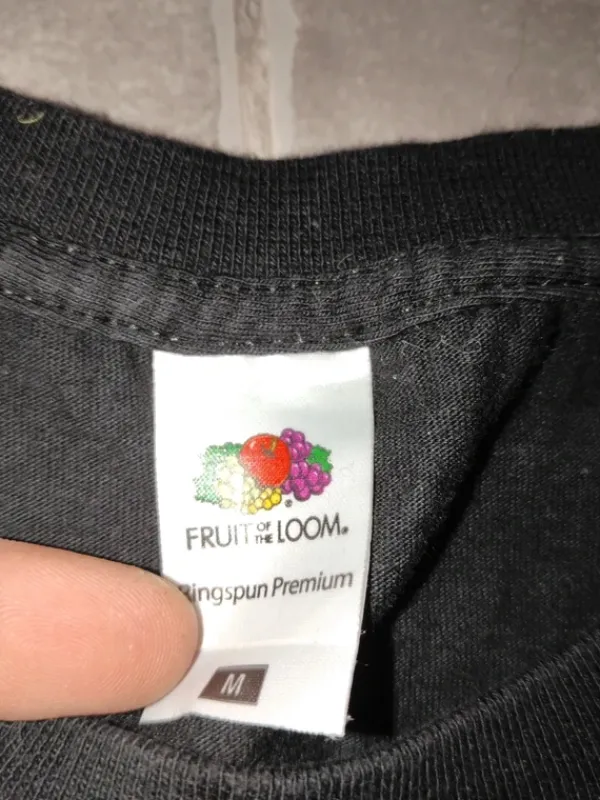 FRUIT OF THE LOOM®
Ringspun Premium
M